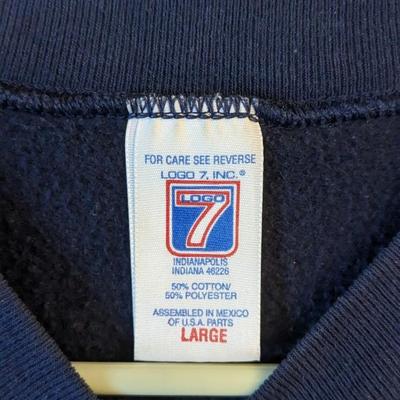 FOR CARE SEE REVERSE
LOGO 7, INC.®
LOGO
7
INDIANAPOLIS
INDIANA 46226
50% COTTON/
50% POLYESTER
ASSEMBLED IN MEXICO
OF U.S.A. PARTS
LARGE